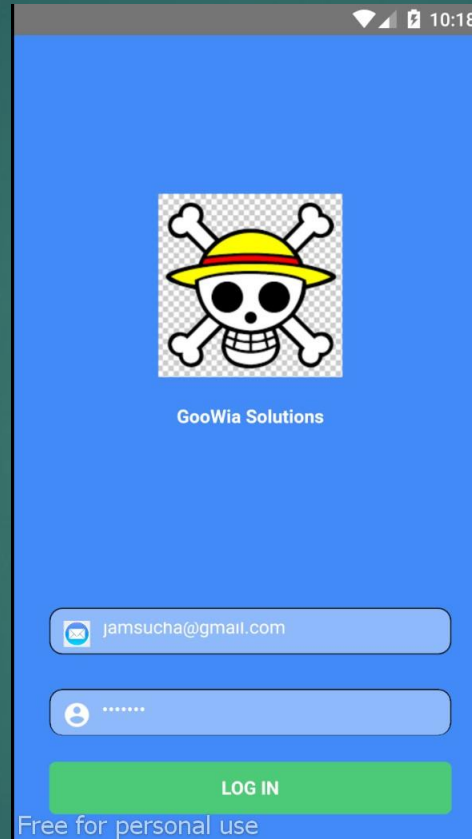 10:18
GooWia Solutions
jamsucha@gmail.com
•••••••
LOG IN
Free for personal use